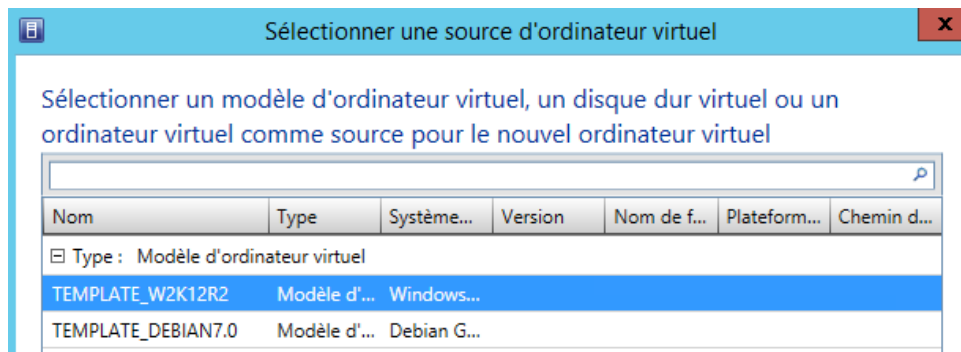 Sélectionner une source d'ordinateur virtuel
x
Sélectionner un modèle d'ordinateur virtuel, un disque dur virtuel ou un
ordinateur virtuel comme source pour le nouvel ordinateur virtuel
Nom Type Système... Version Nom de f... Plateform... Chemin d...
Type : Modèle d'ordinateur virtuel
TEMPLATE_W2K12R2 Modèle d'... Windows...
TEMPLATE_DEBIAN7.0 Modèle d'... Debian G...